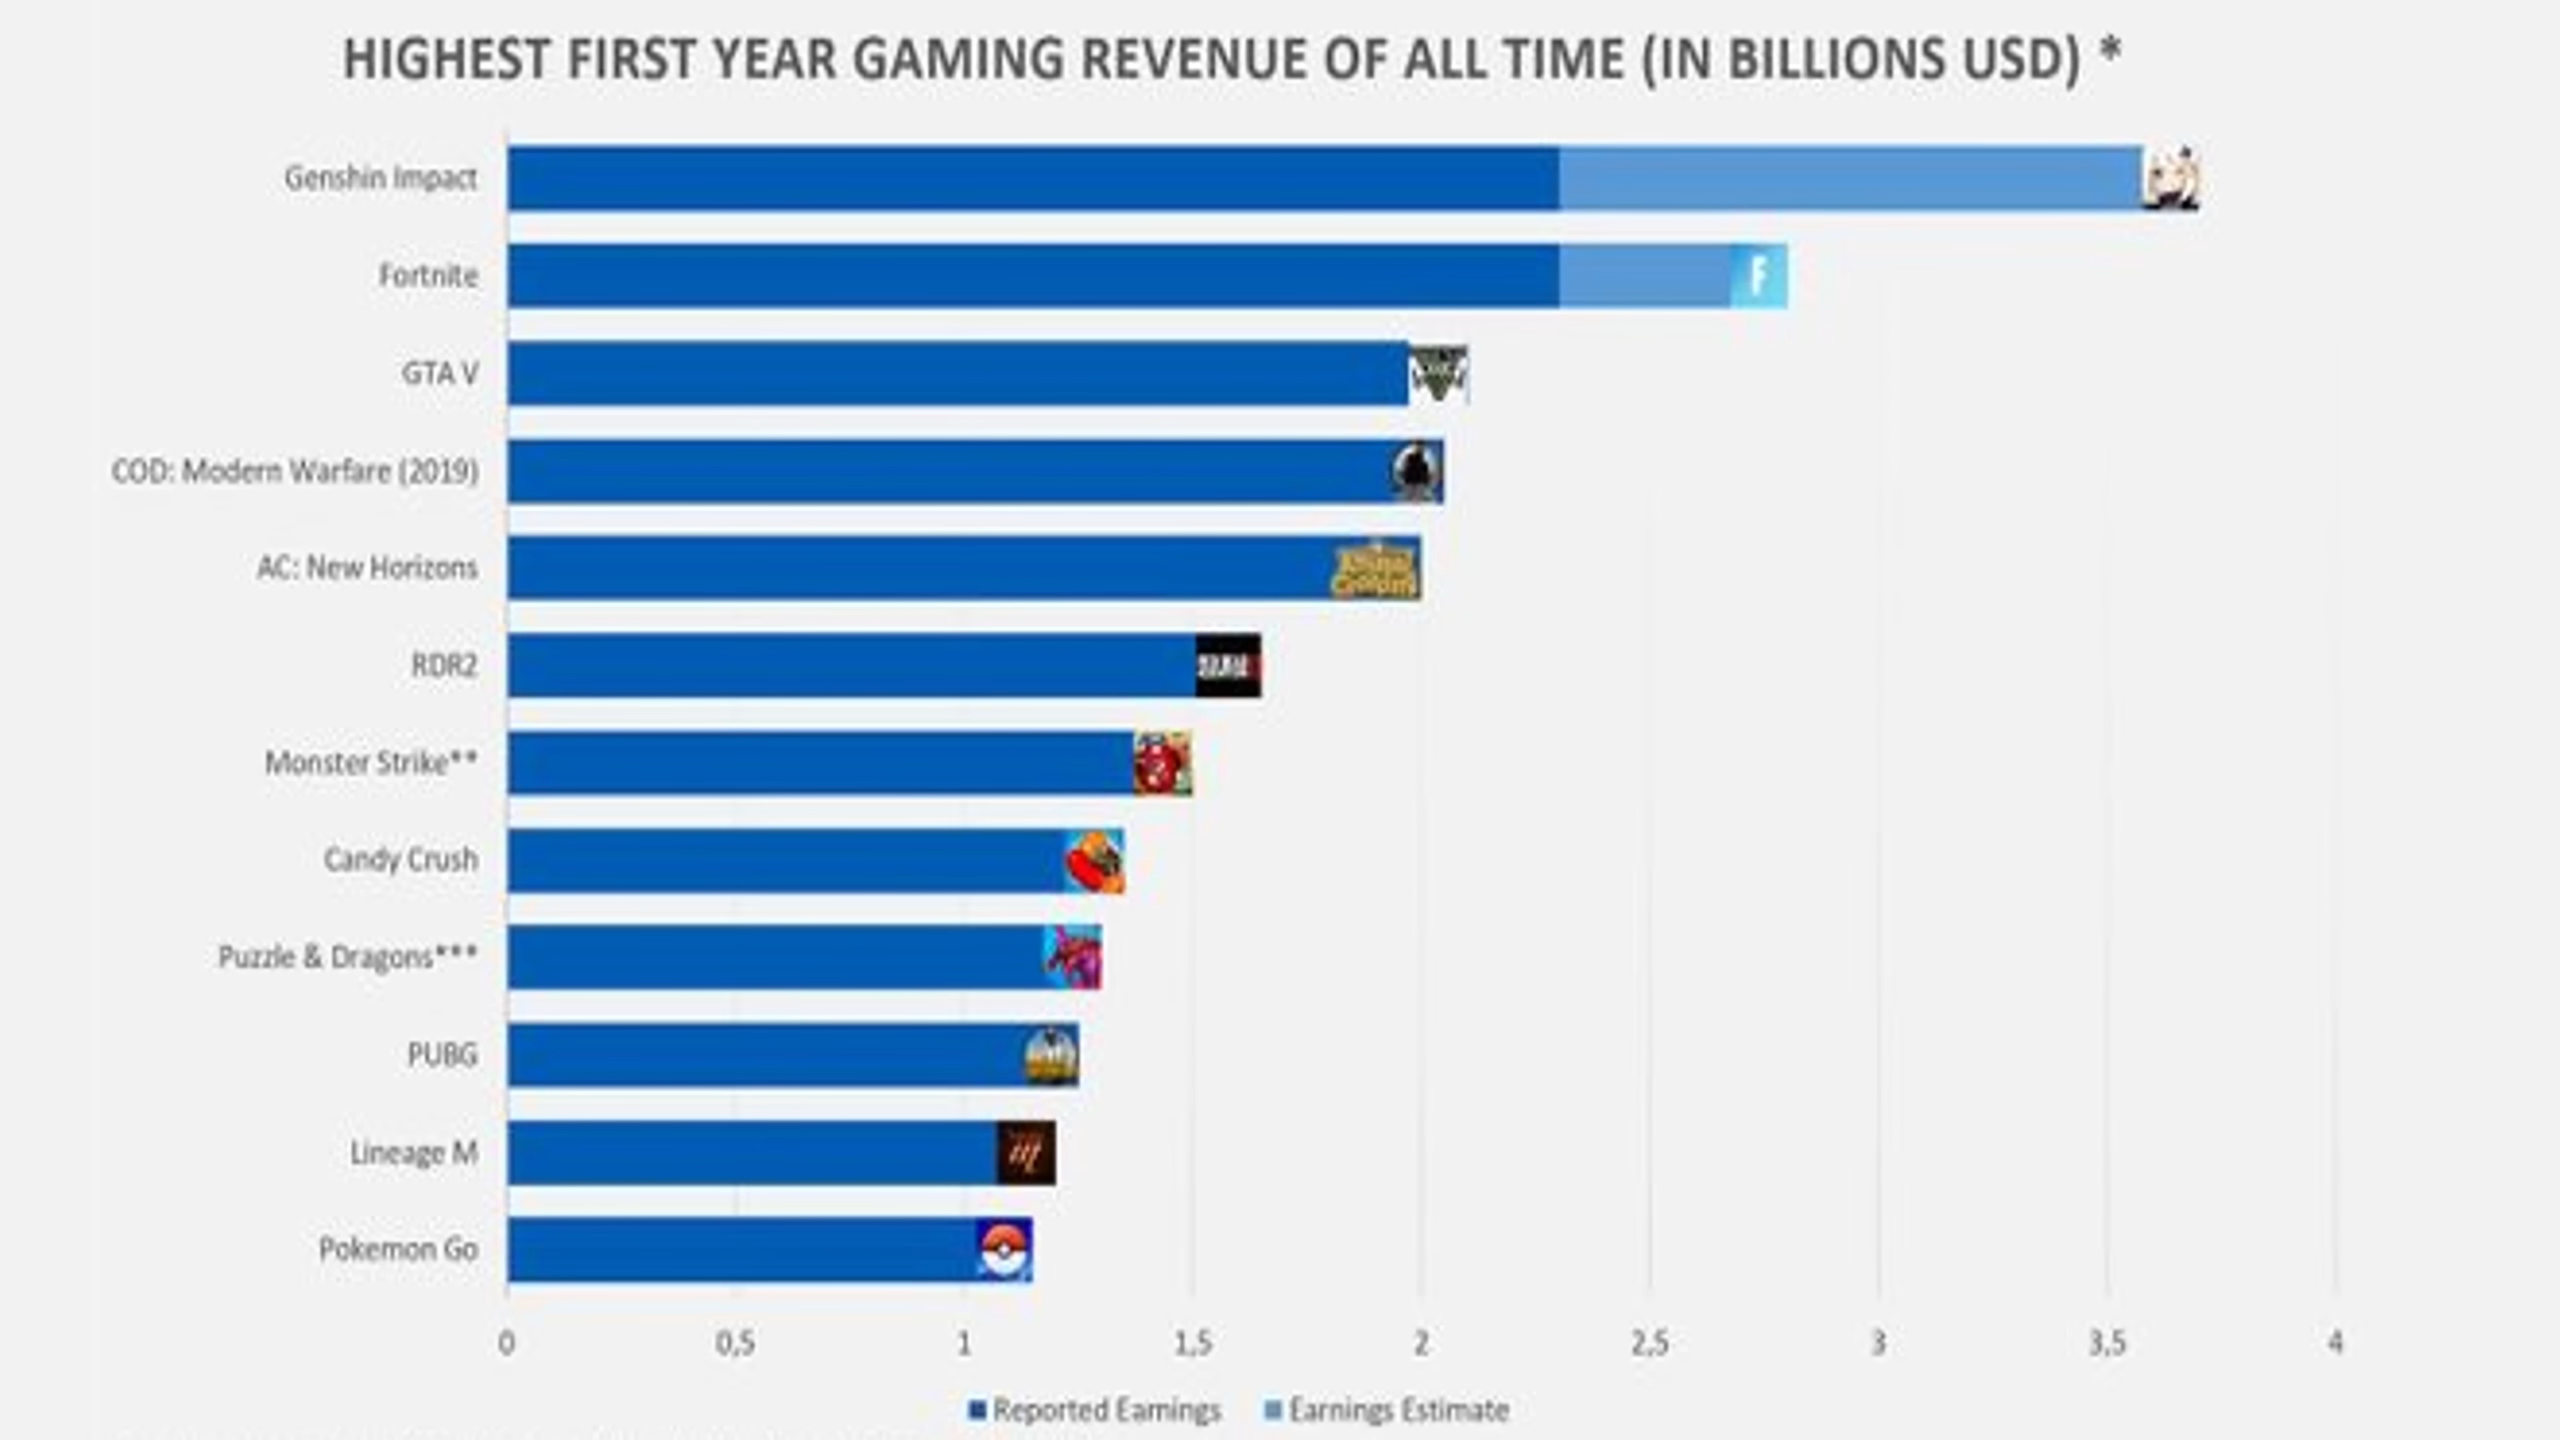 HIGHEST FIRST YEAR GAMING REVENUE OF ALL TIME (IN BILLIONS USD) *
Genshin Impact
Fortnite
F
GTA V
COD: Modern Warfare (2019)
AC: New Horizons
Animal
Crossing
RDR2
Monster Strike**
Candy Crush
Puzzle & Dragons***
PUBG
Lineage M
Pokemon Go
0 0,5 1 1,5 2 2,5 3 3,5 4
Reported Earnings Earnings Estimate